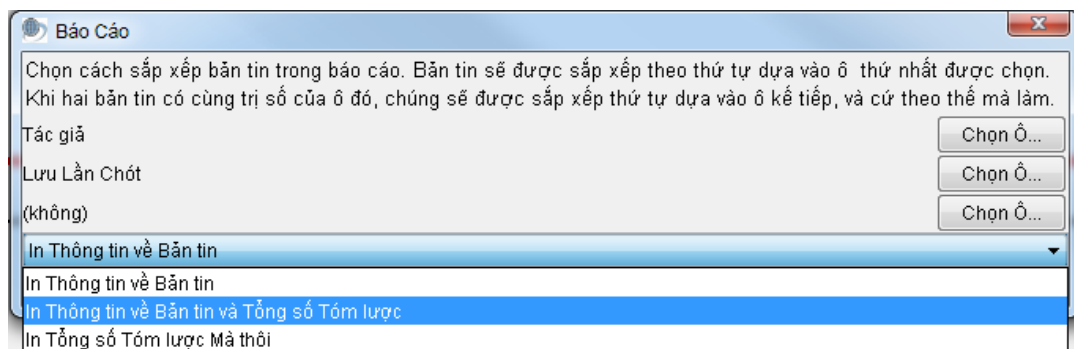 Báo Cáo
Chọn cách sắp xếp bản tin trong báo cáo. Bản tin sẽ được sắp xếp theo thứ tự dựa vào ô thứ nhất được chọn.
Khi hai bản tin có cùng trị số của ô đó, chúng sẽ được sắp xếp thứ tự dựa vào ô kế tiếp, và cứ theo thế mà làm.
Tác giả Chọn Ô...
Lưu Lần Chót Chọn Ô...
(không) Chọn Ô...
In Thông tin về Bản tin
In Thông tin về Bản tin
In Thông tin về Bản tin và Tổng số Tóm lược
In Tổng số Tóm lược Mà thôi